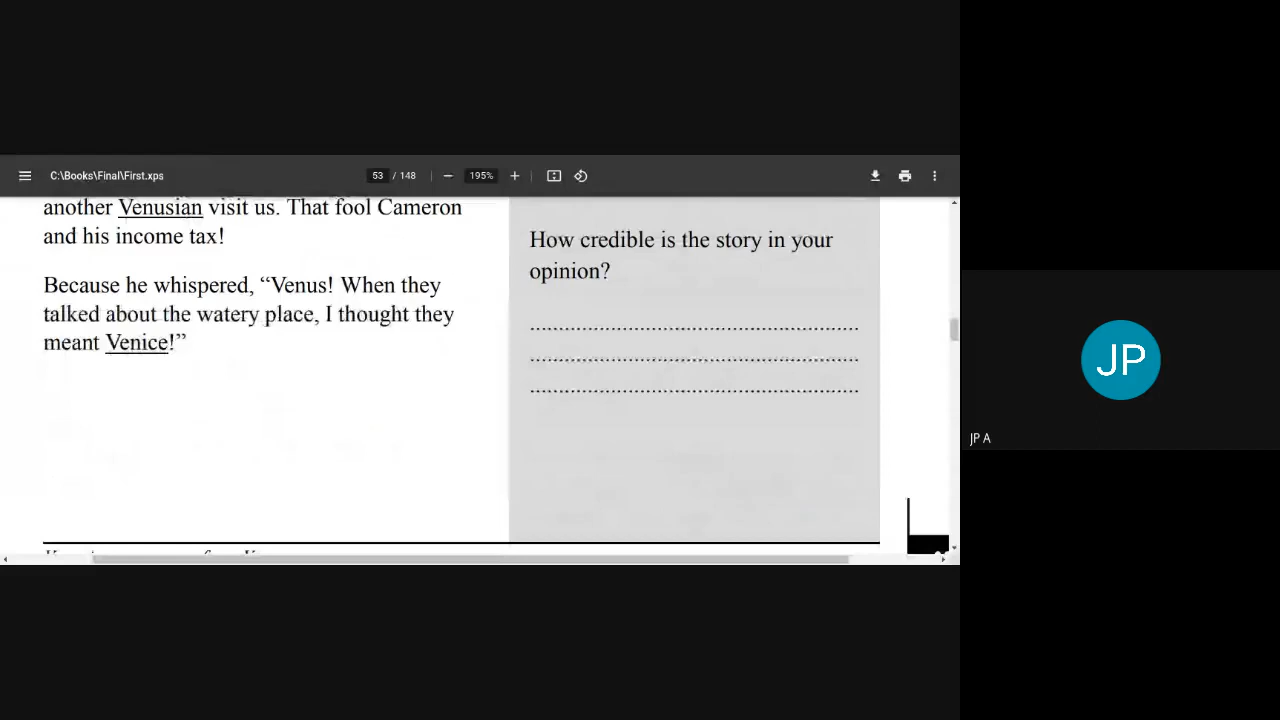 C:\Books\Final\First.xps
53 / 148
195%
another Venusian visit us. That fool Cameron
and his income tax!
Because he whispered, “Venus! When they
talked about the watery place, I thought they
meant Venice!”
How credible is the story in your
opinion?
JP
JP A